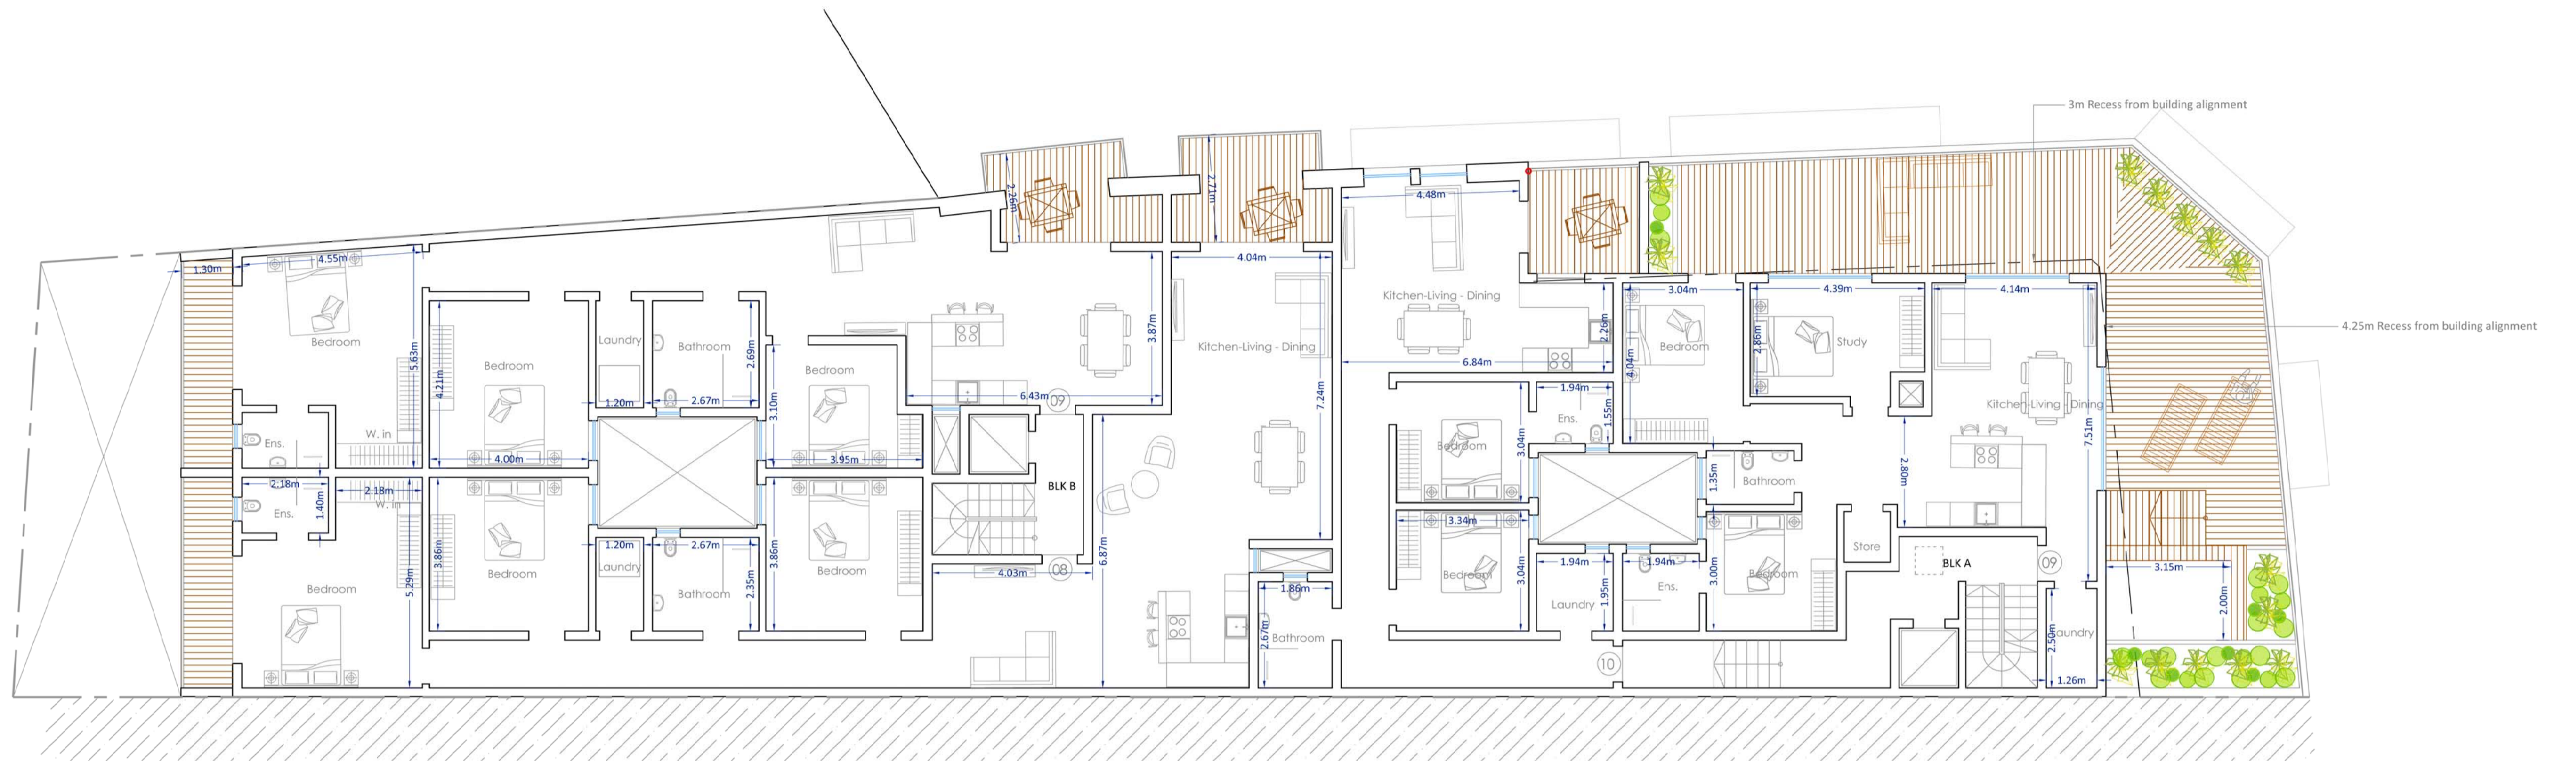 3m Recess from building alignment
2.26m
2.71m
4.48m
1.30m
4.55m
4.04m
Kitchen-Living - Dining
3.04m
4.39m
4.14m
4.25m Recess from building alignment
Bedroom
5.63m
Laundry
Bathroom
2.69m
3.87m
Kitchen-Living - Dining
2.26m
Bedroom
2.86m
Study
Bedroom
4.21m
Bedroom
6.84m
4.04m
1.20m
2.67m
3.10m
6.43m
09
7.24m
1.94m
1.55m
Kitchen-Living -Dining
7.51m
Ens.
W. in
4.00m
3.95m
Bedroom
3.04m
Ens.
2.80m
2.18m
2.18m
W. in
Ens.
1.40m
BLK B
1.35m
Bathroom
3.34m
1.20m
2.67m
Laundry
3.86m
Bedroom
3.86m
Bedroom
4.03m
08
6.87m
Store
BLK A
09
3.15m
Bedroom
5.29m
Bathroom
2.35m
1.86m
Bedroom
3.04m
1.94m
1.94m
Ens.
3.00m
Bedroom
2.00m
Laundry
1.95m
2.67m
Bathroom
10
2.50m
Laundry
1.26m